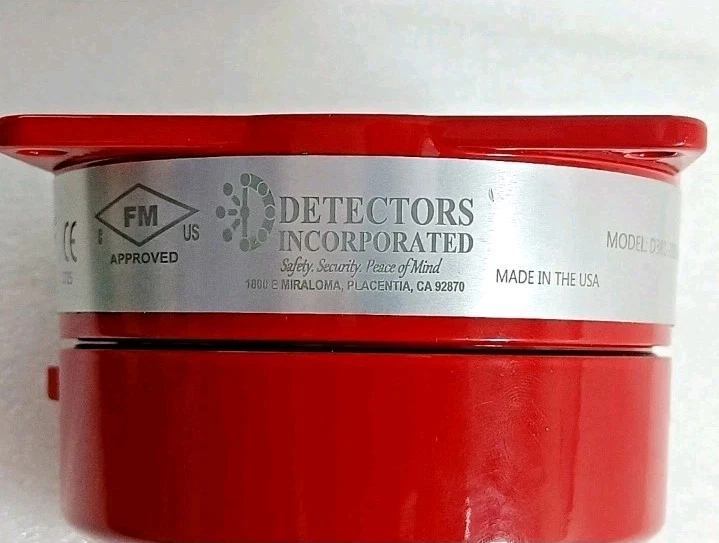 CE
FM
C US
APPROVED
DETECTORS
INCORPORATED
Safety. Security. Peace of Mind
1800 E MIRALOMA, PLACENTIA, CA 92870
MADE IN THE USA
MODEL: